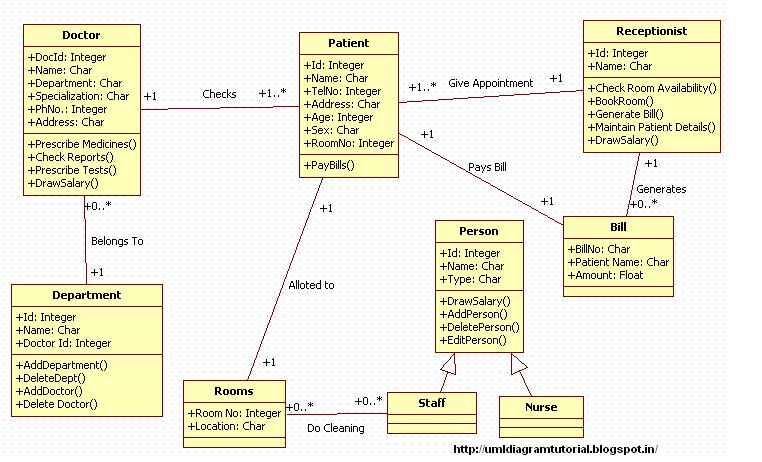 Doctor
+DocId: Integer
+Name: Char
+Department: Char
+Specialization: Char
+PhNo.: Integer
+Address: Char
+Prescribe Medicines()
+Check Reports()
+Prescribe Tests()
+DrawSalary()
+1
Checks
+1..*
Patient
+Id: Integer
+Name: Char
+TelNo: Integer
+Address: Char
+Age: Integer
+Sex: Char
+RoomNo: Integer
+PayBills()
+1..*
Give Appointment
+1
Receptionist
+Id: Integer
+Name: Char
+Check Room Availability()
+BookRoom()
+Generate Bill()
+Maintain Patient Details()
+DrawSalary()
+1
Pays Bill
+1
+1
Generates
+0..*
Bill
+BillNo: Char
+Patient Name: Char
+Amount: Float
+0..*
Belongs To
+1
Department
+Id: Integer
+Name: Char
+Doctor Id: Integer
+AddDepartment()
+DeleteDept()
+AddDoctor()
+Delete Doctor()
+1
Alloted to
+1
Person
+Id: Integer
+Name: Char
+Type: Char
+DrawSalary()
+AddPerson()
+DeletePerson()
+EditPerson()
Rooms
+Room No: Integer
+Location: Char
+0..*
Do Cleaning
+0..*
Staff
Nurse
http://umldiagramtutorial.blogspot.in/